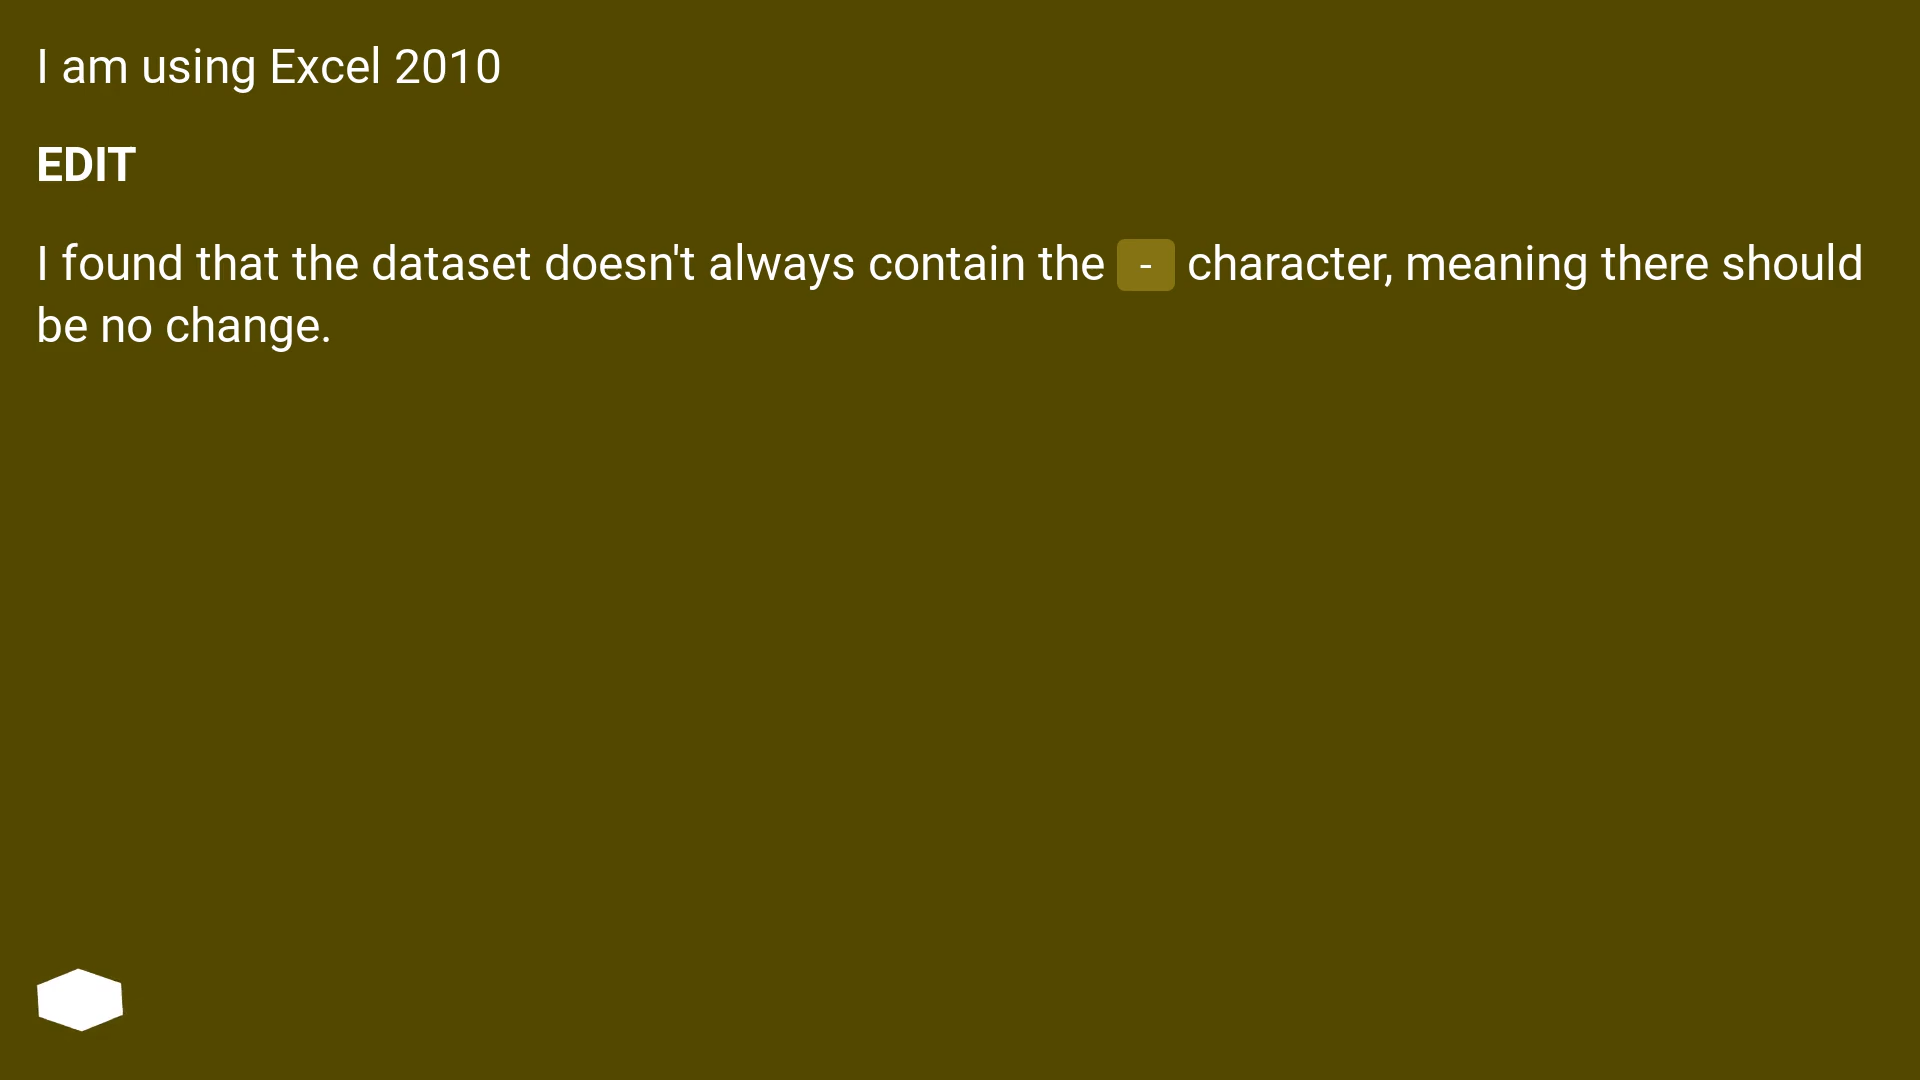 I am using Excel 2010
EDIT
I found that the dataset doesn't always contain the - character, meaning there should
be no change.